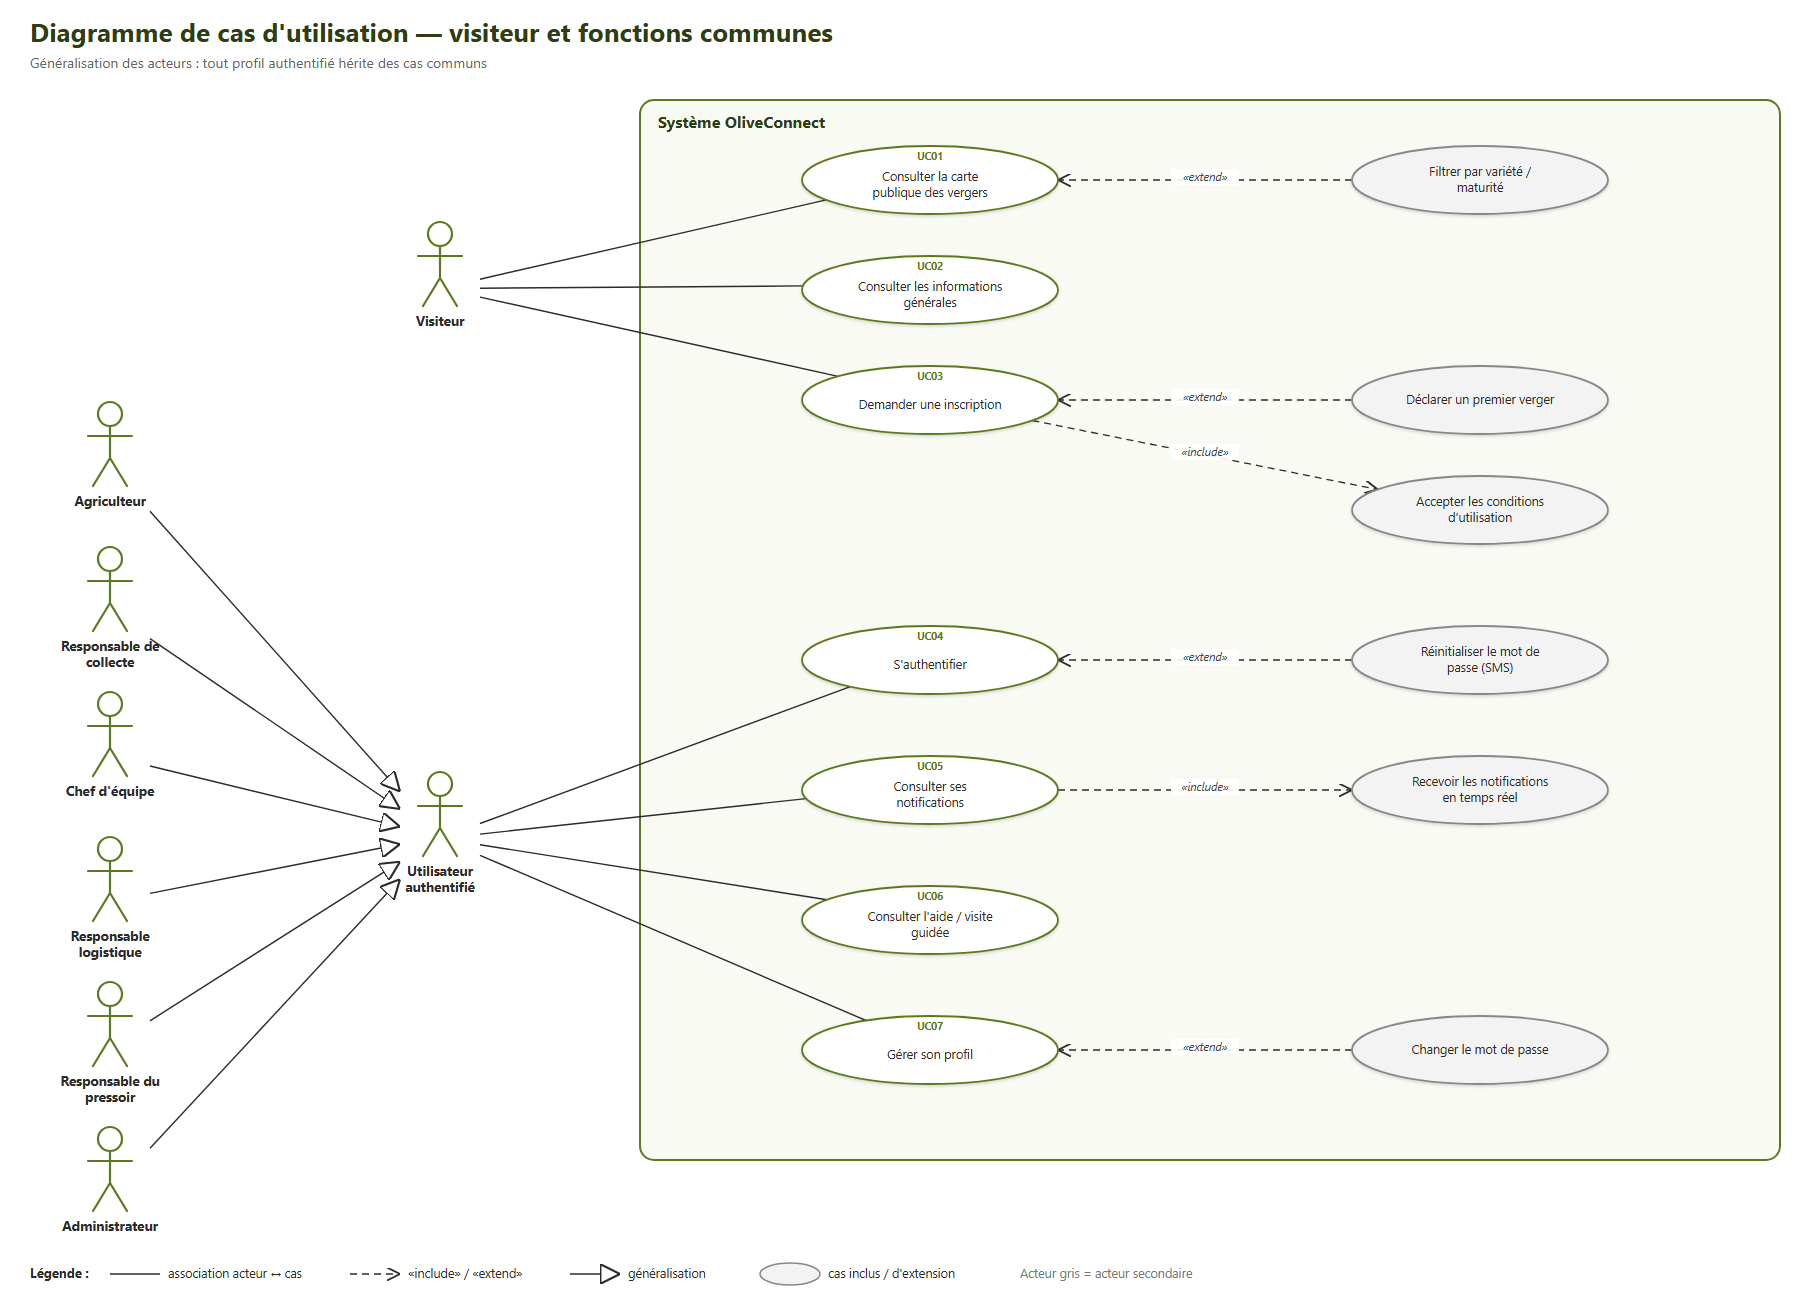 Diagramme de cas d'utilisation — visiteur et fonctions communes
Généralisation des acteurs : tout profil authentifié hérite des cas communs
Système OliveConnect
UC01
Consulter la carte
publique des vergers
«extend»
Filtrer par variété /
maturité
Visiteur
UC02
Consulter les informations
générales
UC03
Demander une inscription
«extend»
Déclarer un premier verger
«include»
Accepter les conditions
d'utilisation
Agriculteur
Responsable de
collecte
Chef d'équipe
Responsable
logistique
Responsable du
pressoir
Administrateur
Utilisateur
authentifié
UC04
S'authentifier
«extend»
Réinitialiser le mot de
passe (SMS)
UC05
Consulter ses
notifications
«include»
Recevoir les notifications
en temps réel
UC06
Consulter l'aide / visite
guidée
UC07
Gérer son profil
«extend»
Changer le mot de passe
Légende :
association acteur ↔ cas
«include» / «extend»
généralisation
cas inclus / d'extension
Acteur gris = acteur secondaire